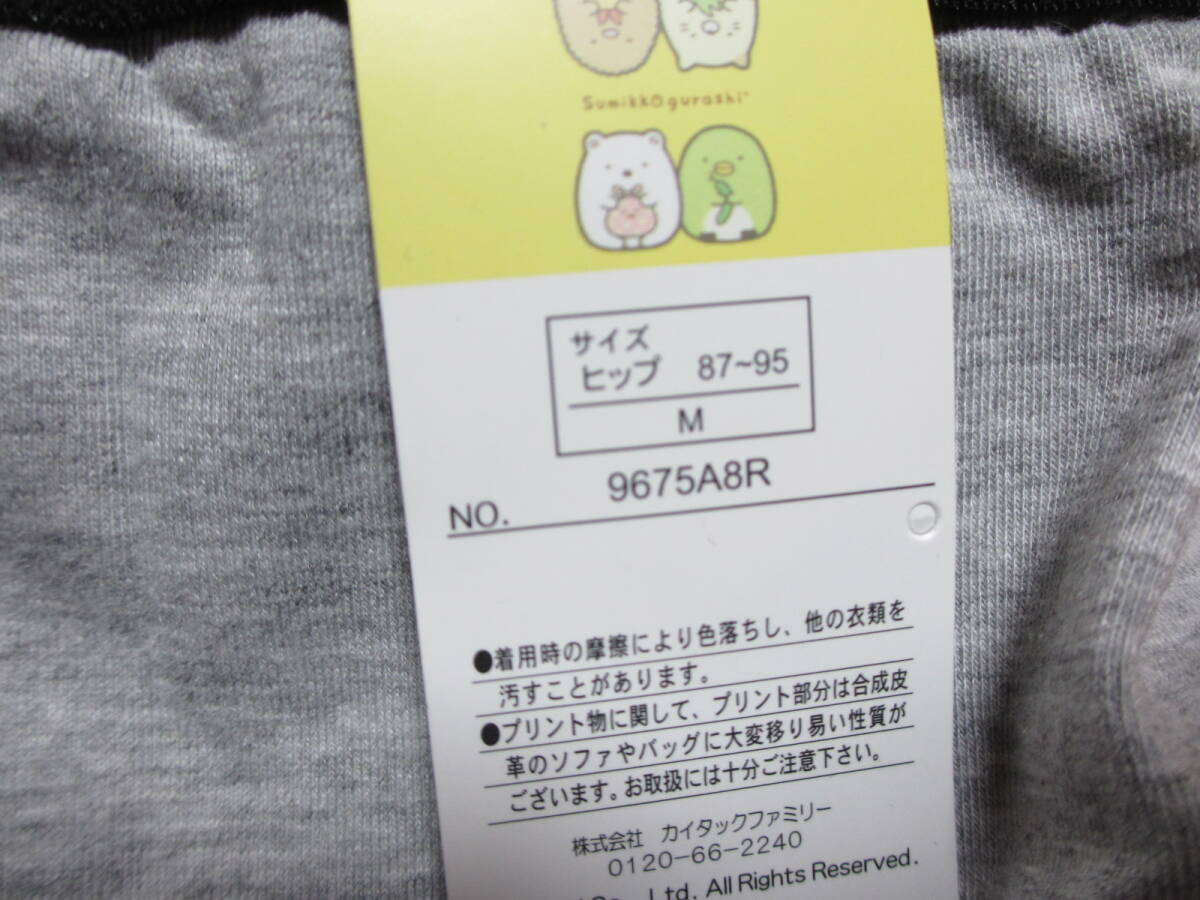 Sumikkogurashi™
サイズ
ヒップ 87~95
M
NO. 9675A8R
●着用時の摩擦により色落ちし、他の衣類を
汚すことがあります。
●プリント物に関して、プリント部分は合成皮
革のソファやバッグに大変移り易い性質が
ございます。お取扱には十分ご注意下さい。
株式会社 カイタックファミリー
0120-66-2240
Co., Ltd. All Rights Reserved.